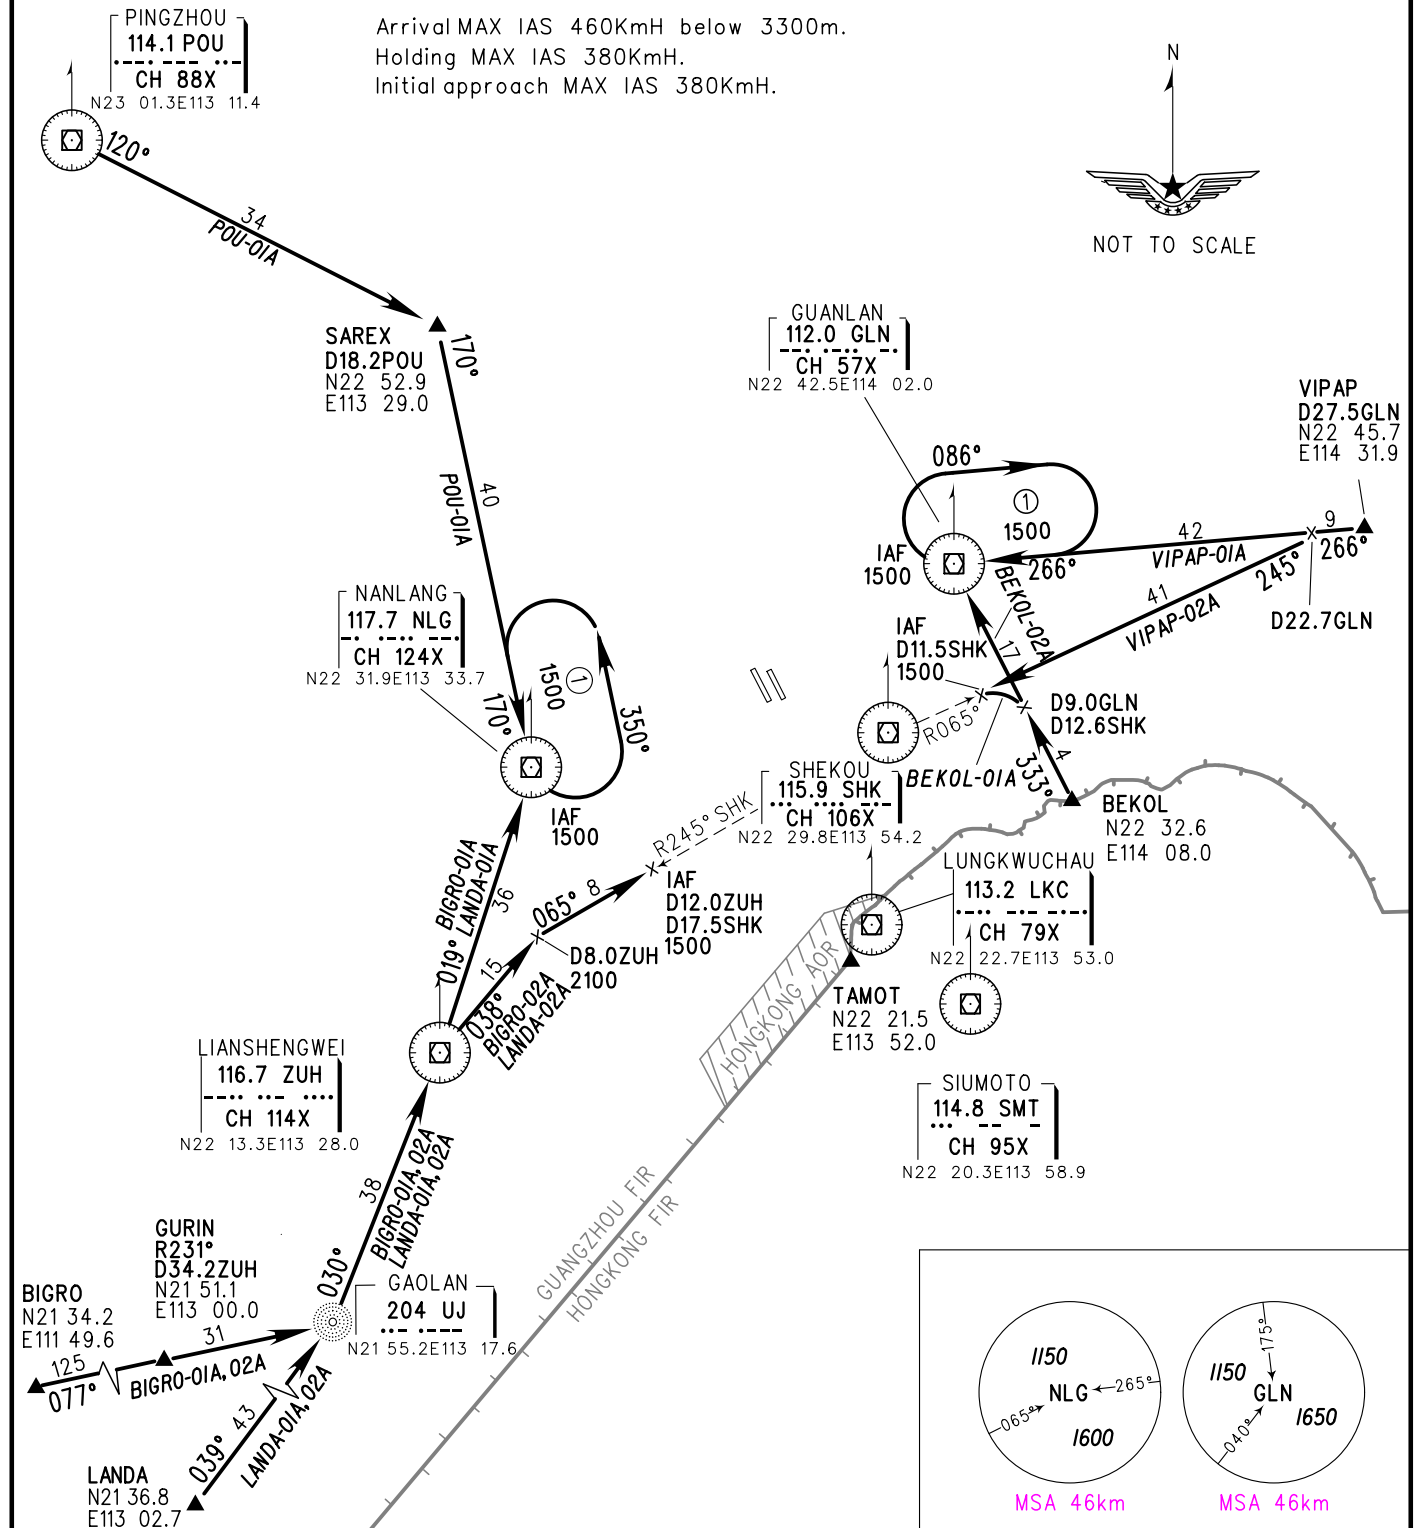 PINGZHOU
114.1 POU
CH 88X
N23 01.3E113 11.4
Arrival MAX IAS 460KmH below 3300m.
Holding MAX IAS 380KmH.
Initial approach MAX IAS 380KmH.
N
NOT TO SCALE
120°
34
POU-01A
SAREX
D18.2POU
N22 52.9
E113 29.0
170°
40
POU-01A
GUANLAN
112.0 GLN
CH 57X
N22 42.5E114 02.0
VIPAP
D27.5GLN
N22 45.7
E114 31.9
086°
1
1500
IAF
1500
266°
42
VIPAP-01A
9
266°
245°
41
VIPAP-02A
D22.7GLN
BEKOL-02A
17
NANLANG
117.7 NLG
CH 124X
N22 31.9E113 33.7
1500
1
350°
170°
IAF
1500
IAF
D11.5SHK
1500
R065°
D9.0GLN
D12.6SHK
BEKOL-01A
333°
4
BEKOL
N22 32.6
E114 08.0
SHEKOU
115.9 SHK
CH 106X
N22 29.8E113 54.2
R245° SHK
IAF
D12.0ZUH
D17.5SHK
1500
LUNGKWUCHAU
113.2 LKC
CH 79X
N22 22.7E113 53.0
BIGRO-01A
LANDA-01A
019°
36
065°
8
D8.0ZUH
2100
15
038°
BIGRO-02A
LANDA-02A
HONGKONG AOR
TAMOT
N22 21.5
E113 52.0
LIANSHENGWEI
116.7 ZUH
CH 114X
N22 13.3E113 28.0
SIUMOTO
114.8 SMT
CH 95X
N22 20.3E113 58.9
38
BIGRO-01A,02A
LANDA-01A,02A
030°
GUANGZHOU FIR
HONGKONG FIR
GURIN
R231°
D34.2ZUH
N21 51.1
E113 00.0
GAOLAN
204 UJ
N21 55.2E113 17.6
BIGRO
N21 34.2
E111 49.6
125
077°
31
BIGRO-01A,02A
039°
43
LANDA-01A,02A
LANDA
N21 36.8
E113 02.7
1150
NLG
265°
065°
1600
MSA 46km
175°
1150
GLN
040°
1650
MSA 46km